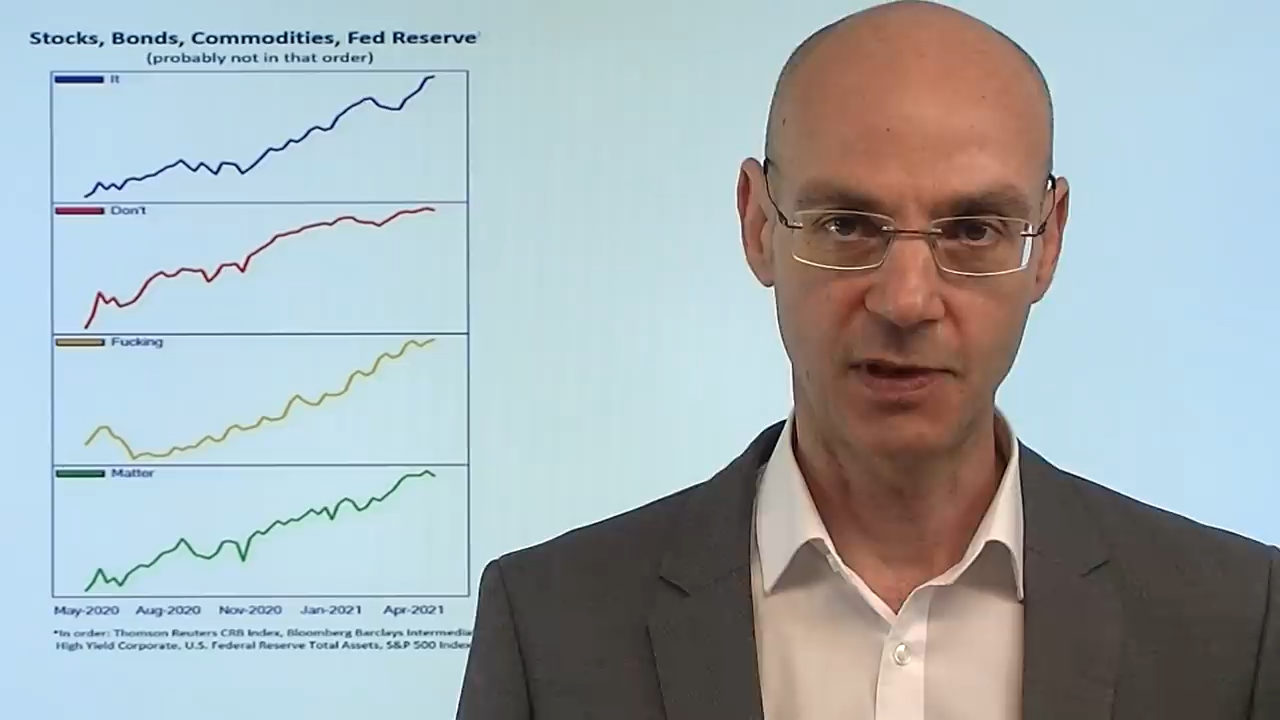 Stocks, Bonds, Commodities, Fed Reserve
(probably not in that order)
It
Don't
Fucking
Matter
May-2020 Aug-2020 Nov-2020 Jan-2021 Apr-2021
*In order: Thomson Reuters CRB Index, Bloomberg Barclays Intermedia
High Yield Corporate, U.S. Federal Reserve Total Assets, S&P 500 Index